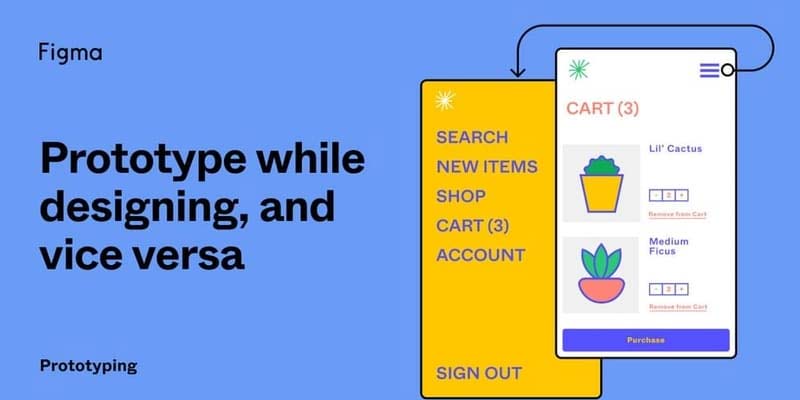 Figma
Prototype while
designing, and
vice versa
Prototyping
SEARCH
NEW ITEMS
SHOP
CART (3)
ACCOUNT
SIGN OUT
CART (3)
Lil' Cactus
- 2 +
Remove from Cart
Medium
Ficus
Remove from Cart
Purchase